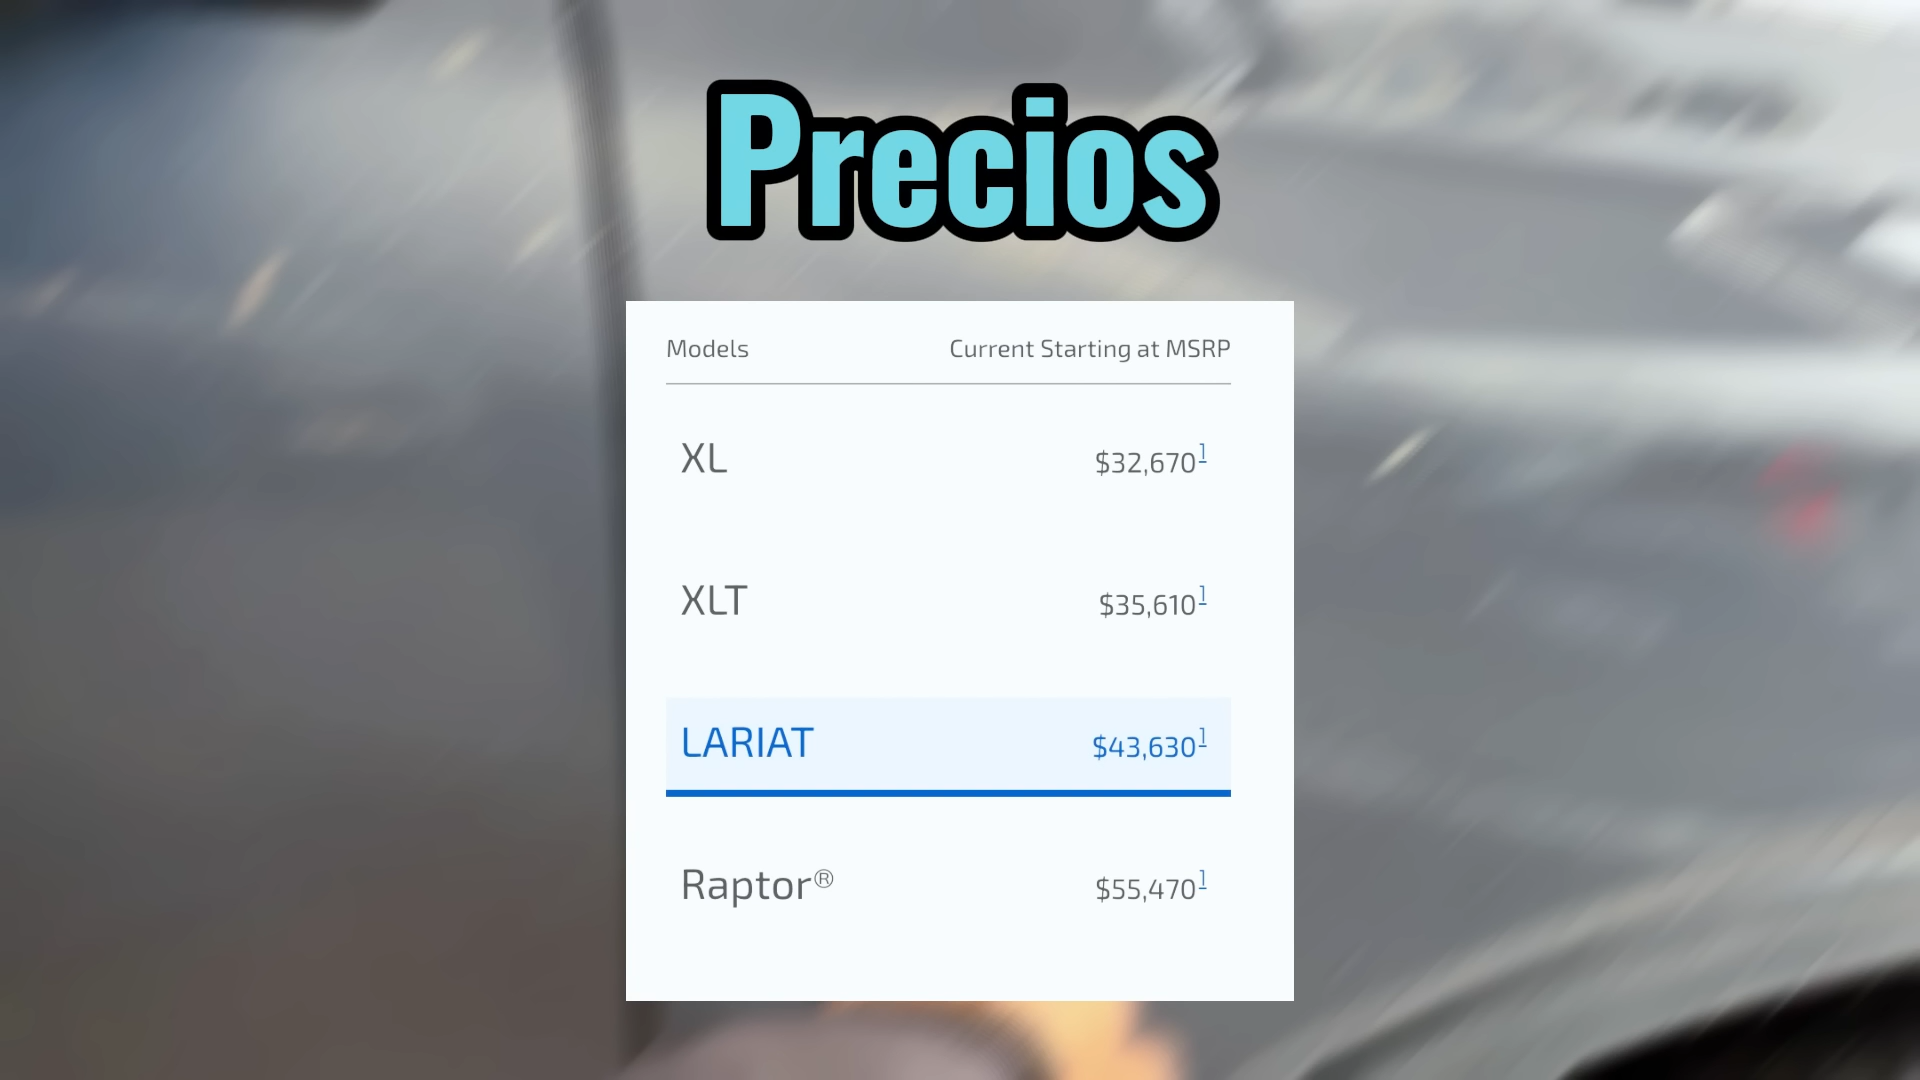 Precios
Models Current Starting at MSRP
XL $32,670¹
XLT $35,610¹
LARIAT $43,630¹
Raptor® $55,470¹